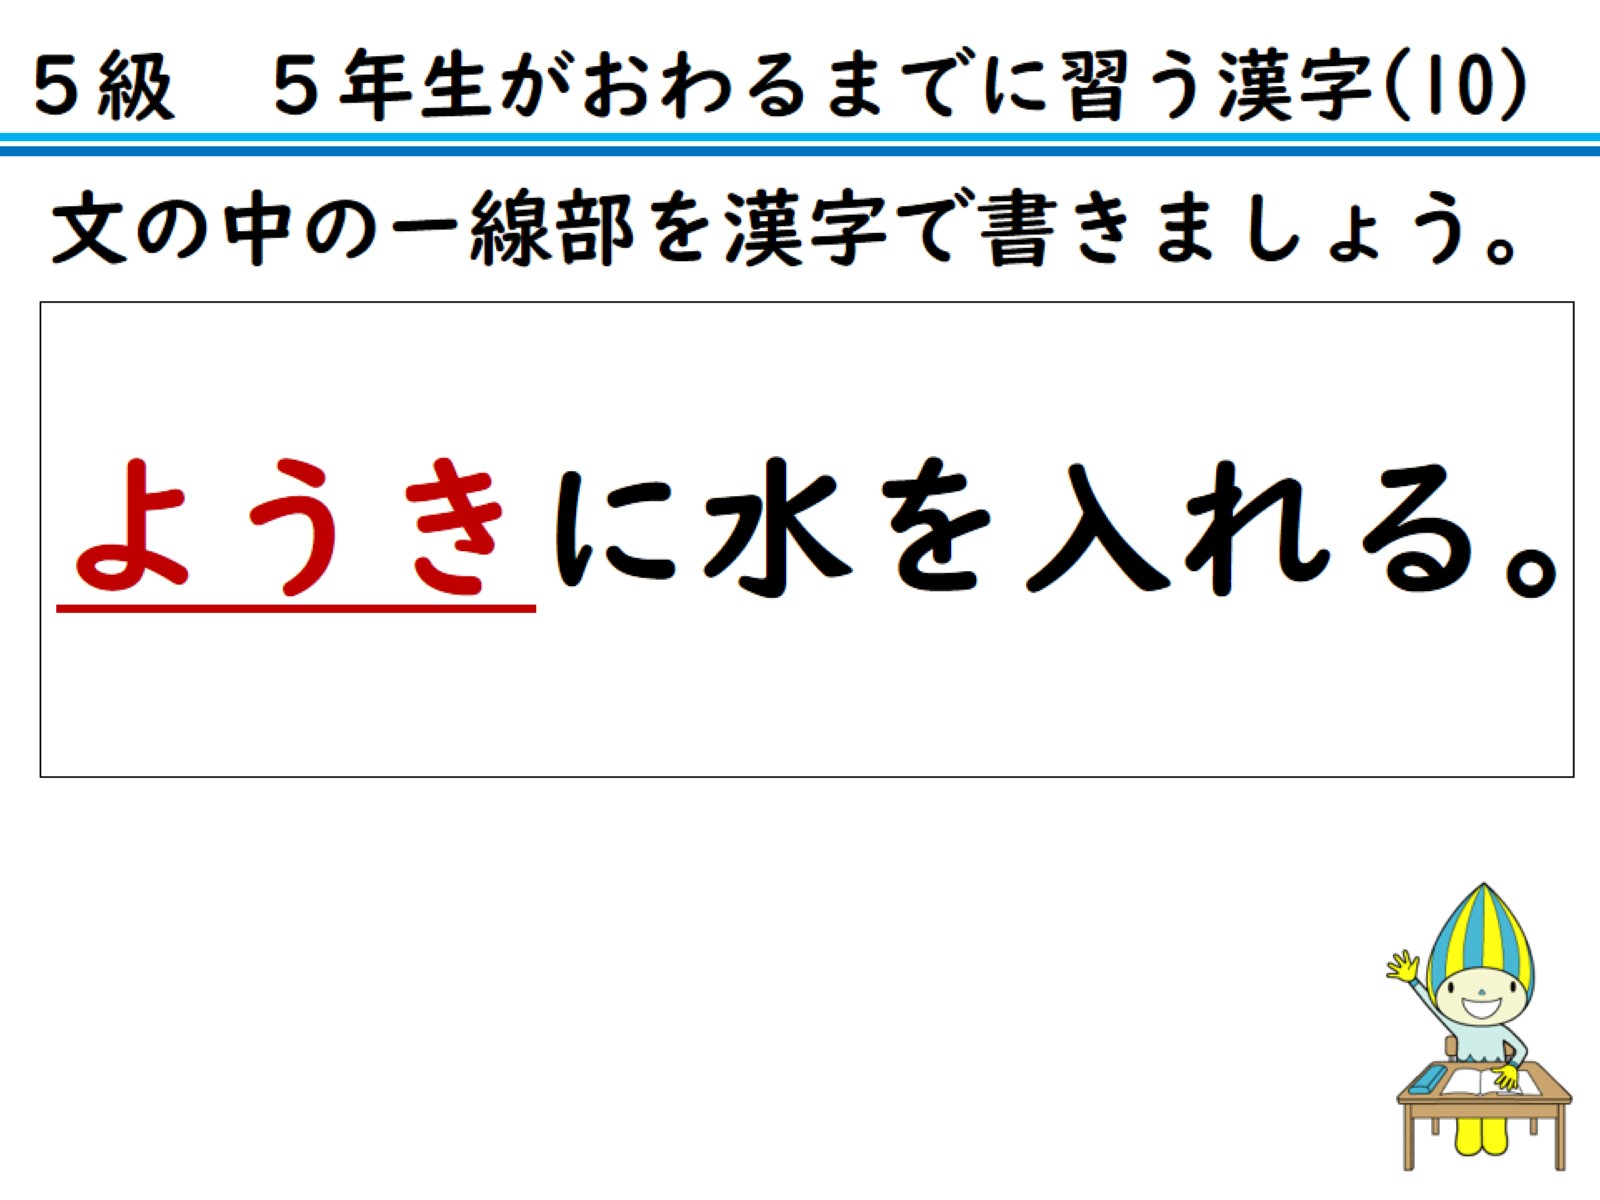 5級　5年生がおわるまでに習う漢字(10)
文の中の一線部を漢字で書きましょう。
ようきに水を入れる。